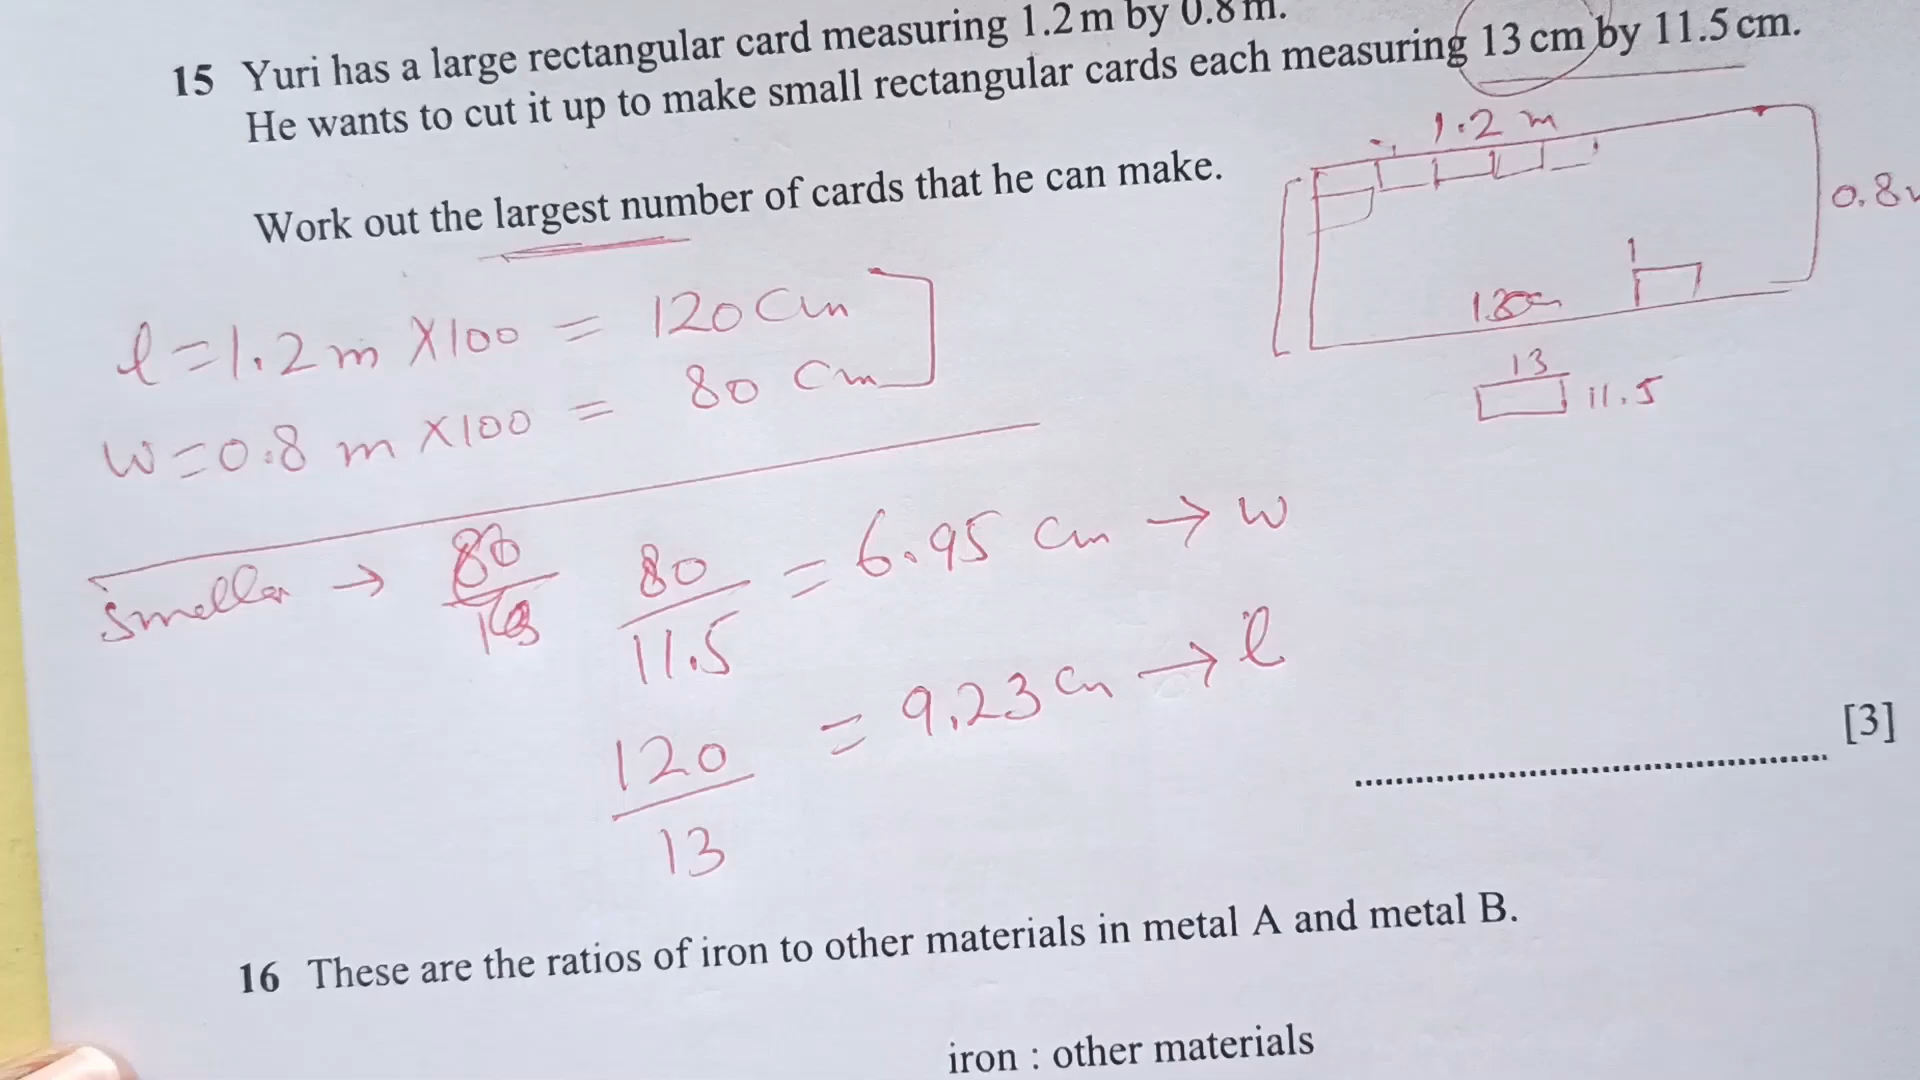 15 Yuri has a large rectangular card measuring 1.2 m by 0.8 m.
He wants to cut it up to make small rectangular cards each measuring 13 cm by 11.5 cm.
1.2 m
Work out the largest number of cards that he can make.
0.8
l = 1.2 m X100 = 120 Cm
w = 0.8 m X100 = 80 Cm
13
11.5
smaller → 80 80/11.5 = 6.95 cm → w
120/13 = 9.23 cm → l
[3]
16 These are the ratios of iron to other materials in metal A and metal B.
iron : other materials